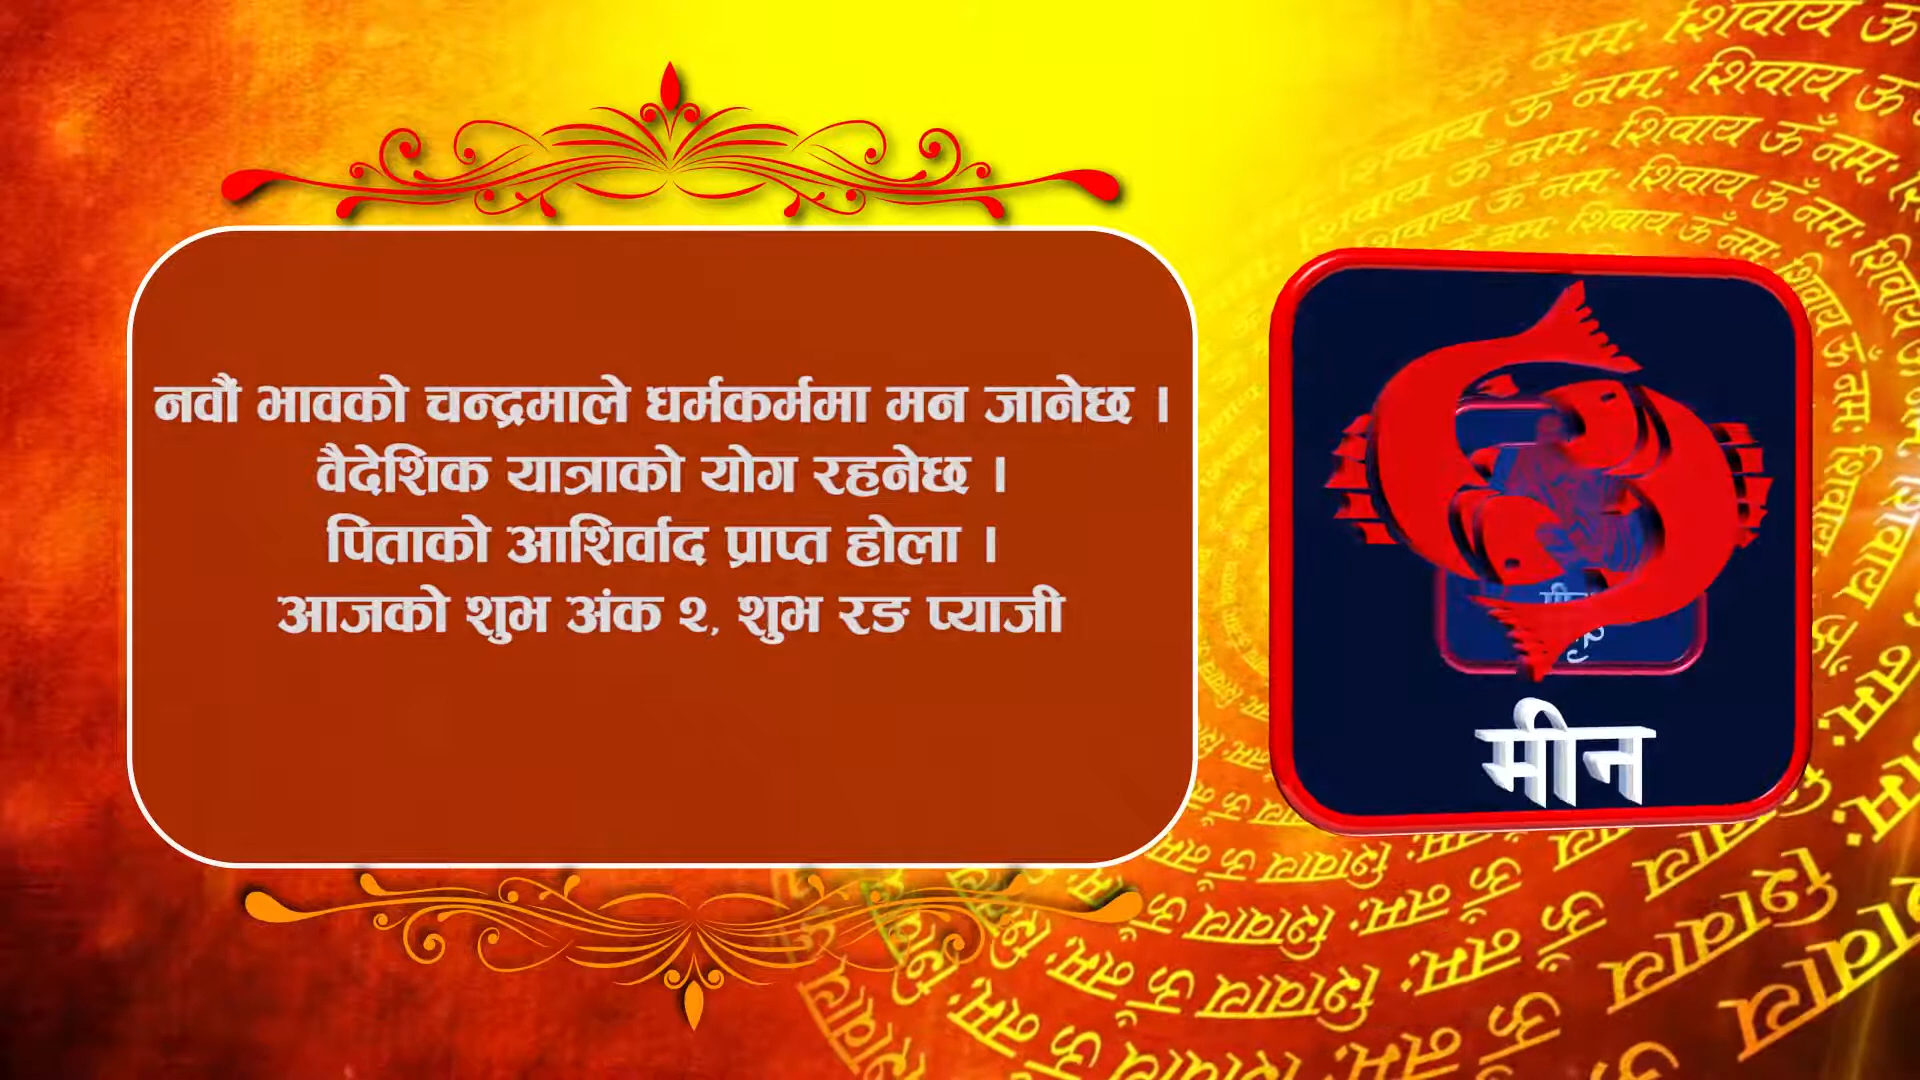 नवौं भावको चन्द्रमाले धर्मकर्ममा मन जानेछ ।
वैदेशिक यात्राको योग रहनेछ ।
पिताको आशिर्वाद प्राप्त होला ।
आजको शुभ अंक २, शुभ रङ प्याजी
मीन